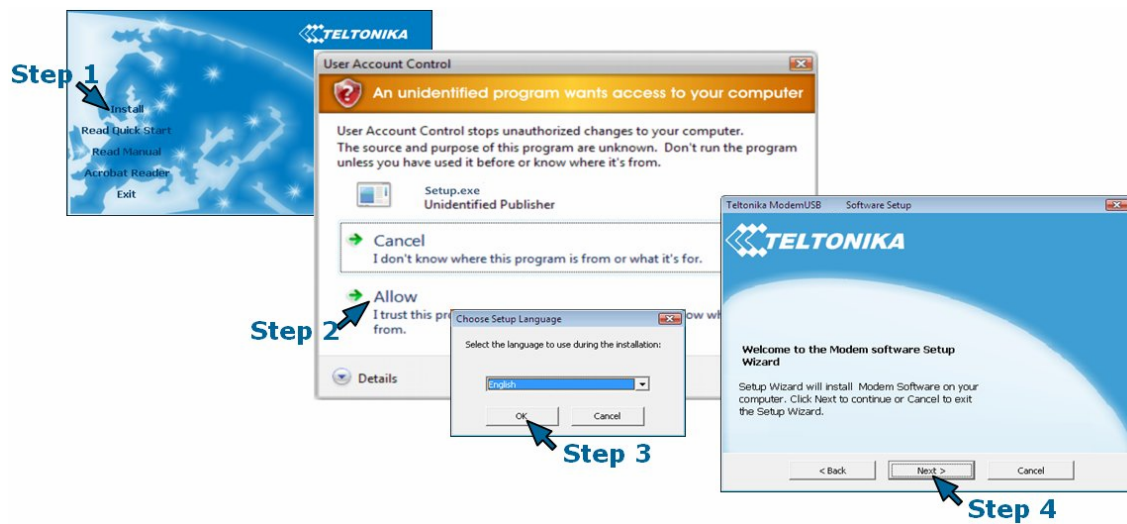 TELTONIKA
Step 1
Install
Read Quick Start
Read Manual
Acrobat Reader
Exit
User Account Control
An unidentified program wants access to your computer
User Account Control stops unauthorized changes to your computer.
The source and purpose of this program are unknown. Don't run the program
unless you have used it before or know where it's from.
Setup.exe
Unidentified Publisher
Cancel
I don't know where this program is from or what it's for.
Allow
I trust this
from.
Step 2
Details
Choose Setup Language
Select the language to use during the installation:
English
OK
Cancel
Step 3
Teltonika ModemUSB Software Setup
TELTONIKA
Welcome to the Modem software Setup
Wizard
Setup Wizard will install Modem Software on your
computer. Click Next to continue or Cancel to exit
the Setup Wizard.
< Back
Next >
Cancel
Step 4